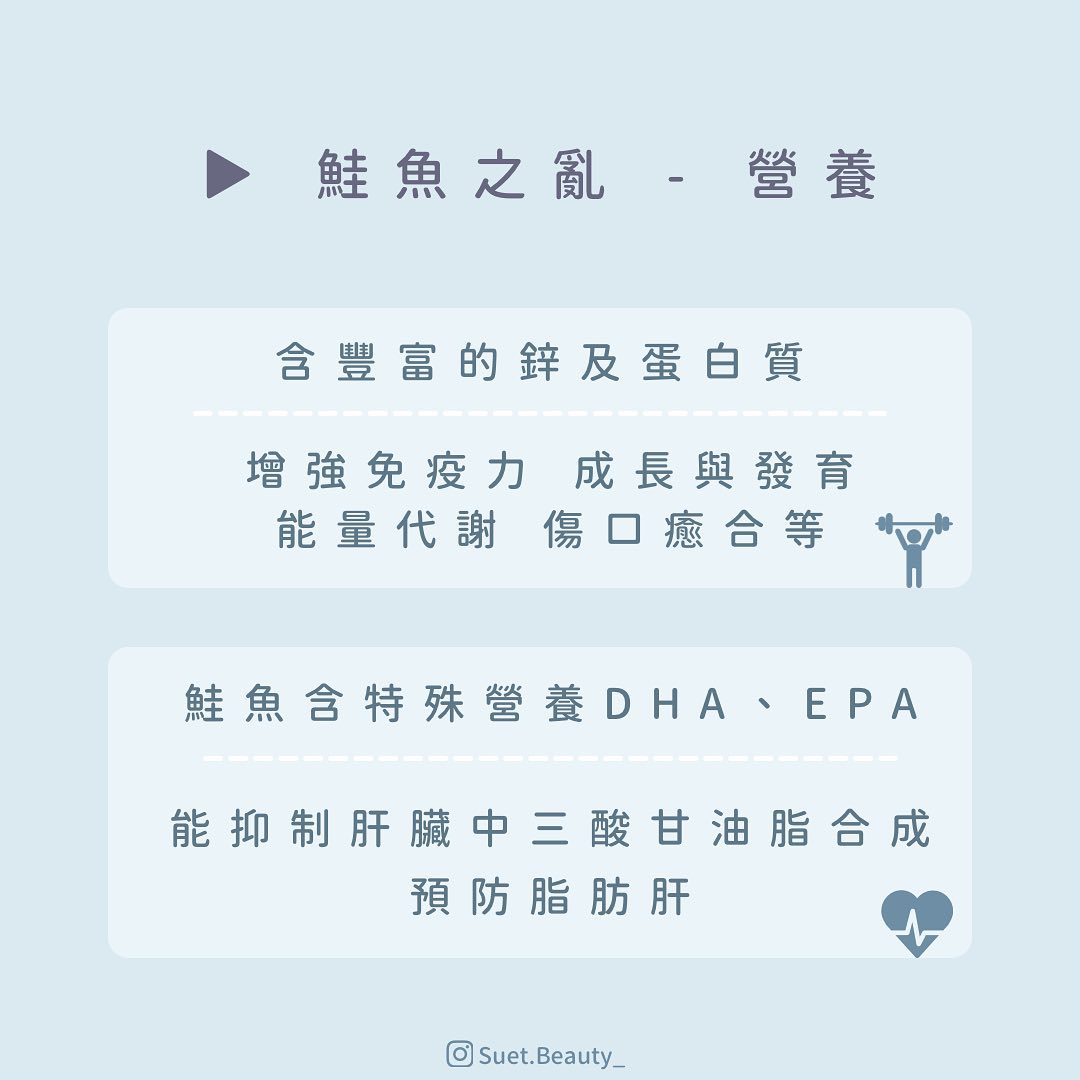 鮭魚之亂 - 營養
含豐富的鋅及蛋白質
增強免疫力 成長與發育
能量代謝 傷口癒合等
鮭魚含特殊營養DHA、EPA
能抑制肝臟中三酸甘油脂合成
預防脂肪肝
Suet.Beauty_